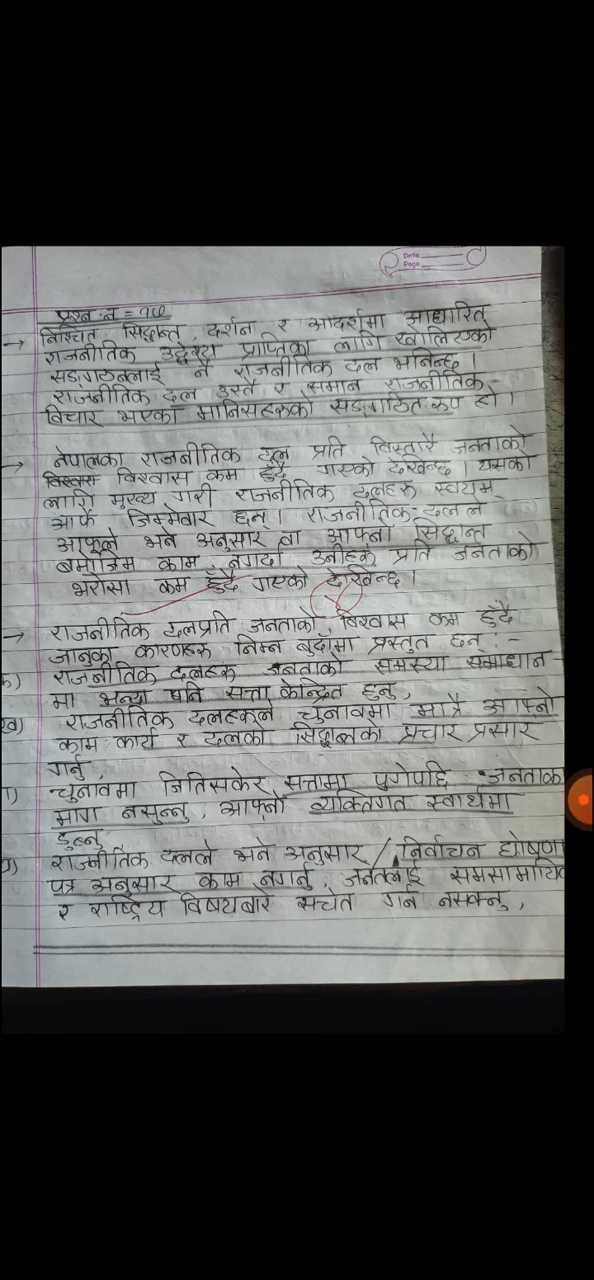 Date
Page
प्रश्न नं = १५
→ निश्चित सिद्धान्त, दर्शन र आदर्शमा आधारित
राजनीतिक उद्देश्य प्राप्तिका लागि खोलिएको
सङ्गठनलाई नै राजनीतिक दल भनिन्छ ।
राजनीतिक दल उस्तै र समान राजनीतिक
विचार भएका मानिसहरूको सङ्गठित रूप हो ।
→ नेपालका राजनीतिक दल प्रति विस्तारै जनताको
विश्वास कम हुँदै गएको देखिन्छ । यसको
लागि मुख्य गरी राजनीतिक दलहरू स्वयम्
आफै जिम्मेवार छन् । राजनीतिक दलले
आफूले भने अनुसार वा आफ्नो सिद्धान्त
बमोजिम काम नगर्दा उनीहरू प्रति जनताको
भरोसा कम हुँदै गएको देखिन्छ ।
→ राजनीतिक दलप्रति जनताको विश्वास कम हुँदै
जानुका कारणहरू निम्न बुदाँमा प्रस्तुत छन् :-
क) राजनीतिक दलहरू जनताको समस्या समाधान
मा भन्दा पनि सत्ता केन्द्रित हुनु,
ख) राजनीतिक दलहरूले चुनावमा मात्रै आफ्नो
काम कार्य र दलको सिद्धान्तको प्रचार प्रसार
गर्नु
ग) चुनावमा जितिसकेर सत्तामा पुगेपछि जनताक
माग नसुन्नु, आफ्नो व्यक्तिगत स्वार्थमा
डुब्नु
घ) राजनीतिक दलले भने अनुसार / निर्वाचन घोषणा
पत्र अनुसार काम नगर्नु, जनतलाई समसामायि
र राष्ट्रिय विषयबारे सचेत गर्न नसक्नु,